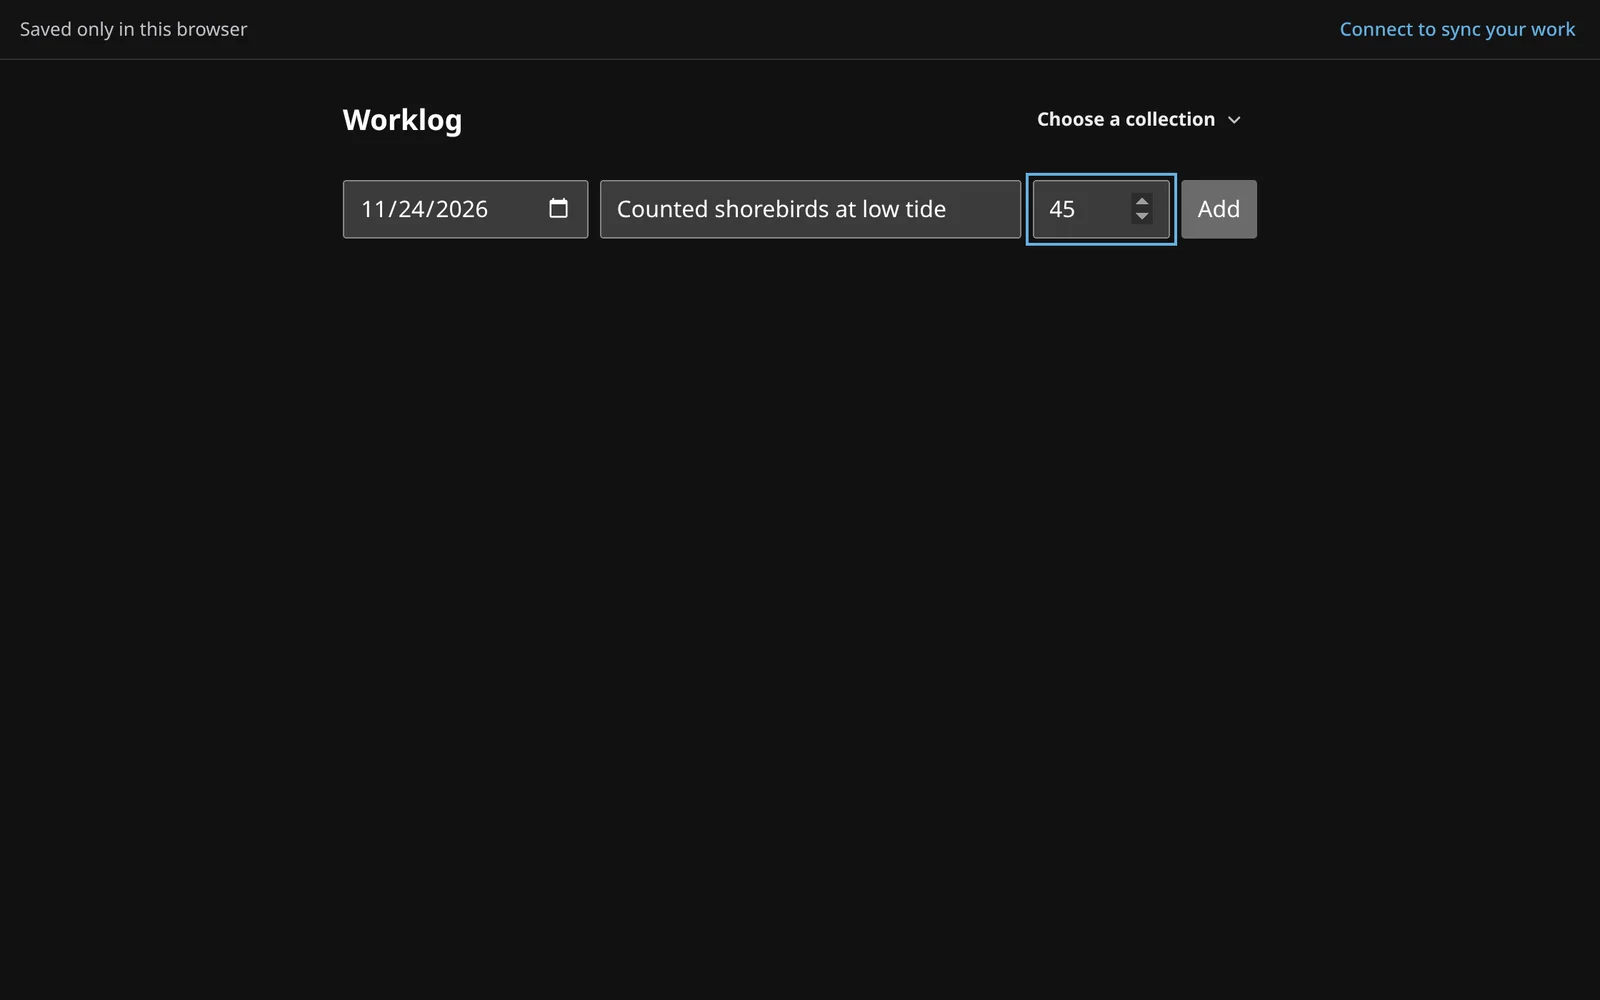 Saved only in this browser
Connect to sync your work
Worklog
Choose a collection
11/24/2026
Counted shorebirds at low tide
45
Add